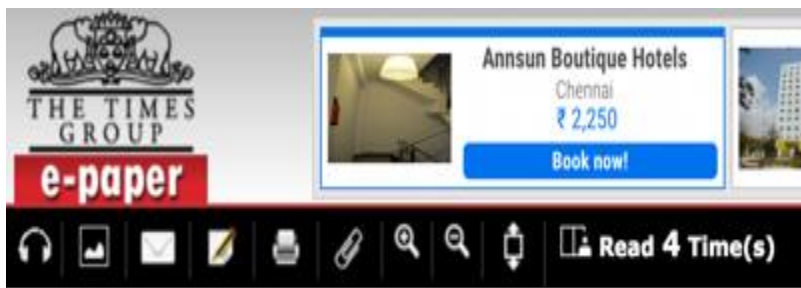 THE TIMES
GROUP
e-paper
Annsun Boutique Hotels
Chennai
₹ 2,250
Book now!
Read 4 Time(s)